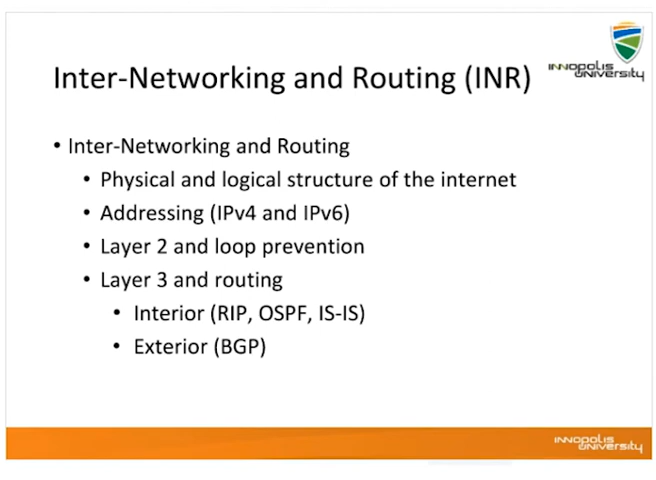 INNOPOLIS
UNIVERSITY
Inter-Networking and Routing (INR)
• Inter-Networking and Routing
• Physical and logical structure of the internet
• Addressing (IPv4 and IPv6)
• Layer 2 and loop prevention
• Layer 3 and routing
• Interior (RIP, OSPF, IS-IS)
• Exterior (BGP)
INNOPOLIS
UNIVERSITY